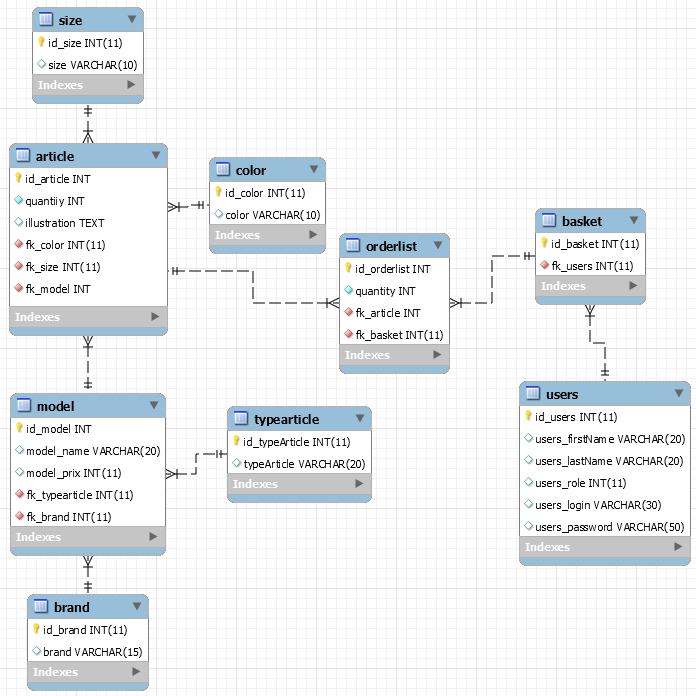 size
id_size INT(11)
size VARCHAR(10)
Indexes
article
id_article INT
quantiiy INT
illustration TEXT
fk_color INT(11)
fk_size INT(11)
fk_model INT
Indexes
color
id_color INT(11)
color VARCHAR(10)
Indexes
orderlist
id_orderlist INT
quantity INT
fk_article INT
fk_basket INT(11)
Indexes
basket
id_basket INT(11)
fk_users INT(11)
Indexes
model
id_model INT
model_name VARCHAR(20)
model_prix INT(11)
fk_typearticle INT(11)
fk_brand INT(11)
Indexes
typearticle
id_typeArticle INT(11)
typeArticle VARCHAR(20)
Indexes
users
id_users INT(11)
users_firstName VARCHAR(20)
users_lastName VARCHAR(20)
users_role INT(11)
users_login VARCHAR(30)
users_password VARCHAR(50)
Indexes
brand
id_brand INT(11)
brand VARCHAR(15)
Indexes